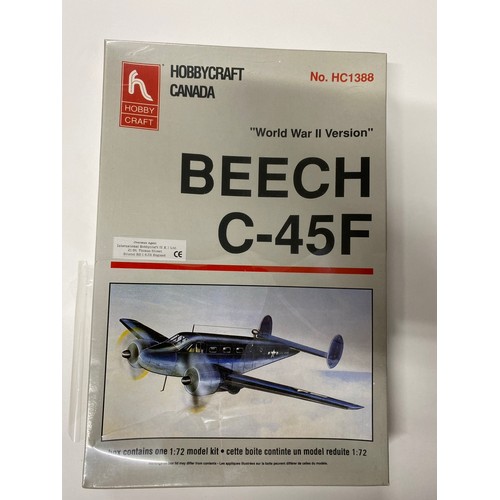 HOBBYCRAFT
CANADA
No. HC1388
h
HOBBY
CRAFT
"World War II Version"
BEECH
C-45F
CE
box contains one 1:72 model kit • cette boite continte un model reduite 1:72